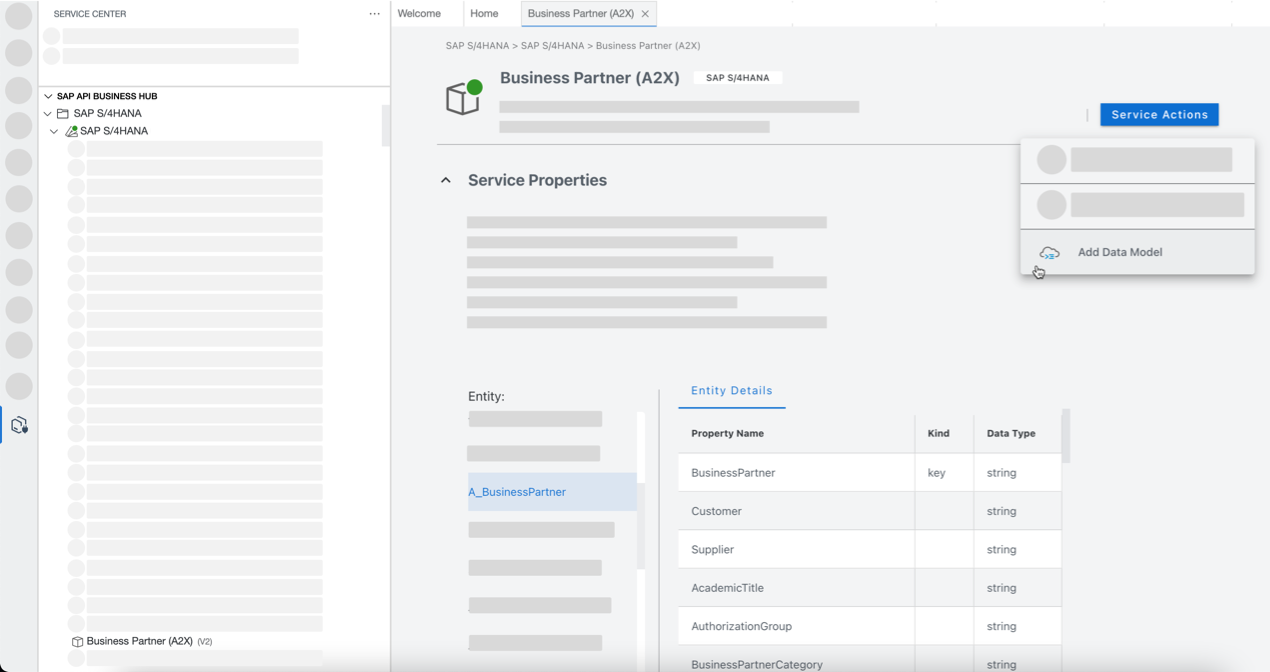 SERVICE CENTER
...
Welcome
Home
Business Partner (A2X)
SAP S/4HANA > SAP S/4HANA > Business Partner (A2X)
SAP API BUSINESS HUB
SAP S/4HANA
SAP S/4HANA
Business Partner (A2X) (V2)
Business Partner (A2X)
SAP S/4HANA
Service Actions
Add Data Model
Service Properties
Entity:
A_BusinessPartner
Entity Details
Property Name Kind Data Type
BusinessPartner key string
Customer string
Supplier string
AcademicTitle string
AuthorizationGroup string
BusinessPartnerCategory string